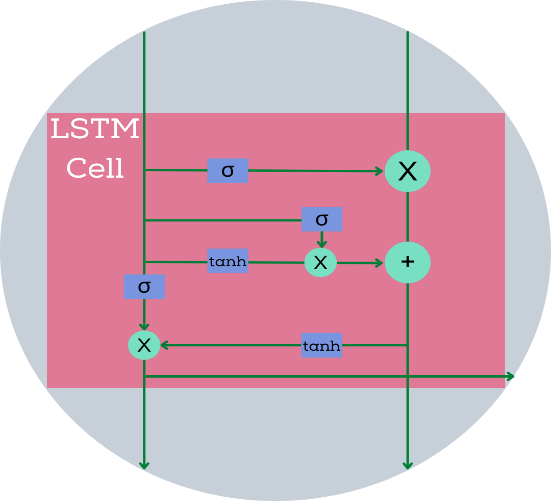 LSTM
Cell
σ
X
σ
tanh
X
+
σ
X
tanh